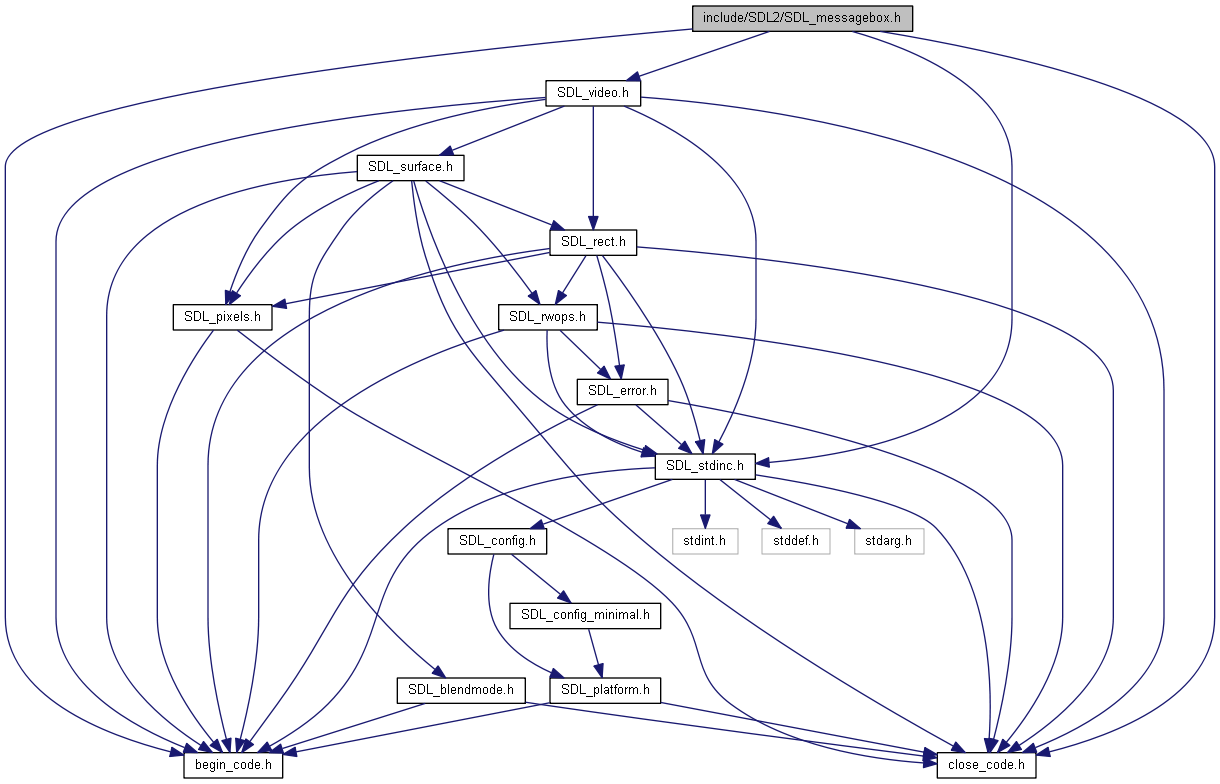 include/SDL2/SDL_messagebox.h
SDL_video.h
SDL_surface.h
SDL_rect.h
SDL_pixels.h
SDL_rwops.h
SDL_error.h
SDL_stdinc.h
SDL_config.h
stdint.h
stddef.h
stdarg.h
SDL_config_minimal.h
SDL_blendmode.h
SDL_platform.h
begin_code.h
close_code.h